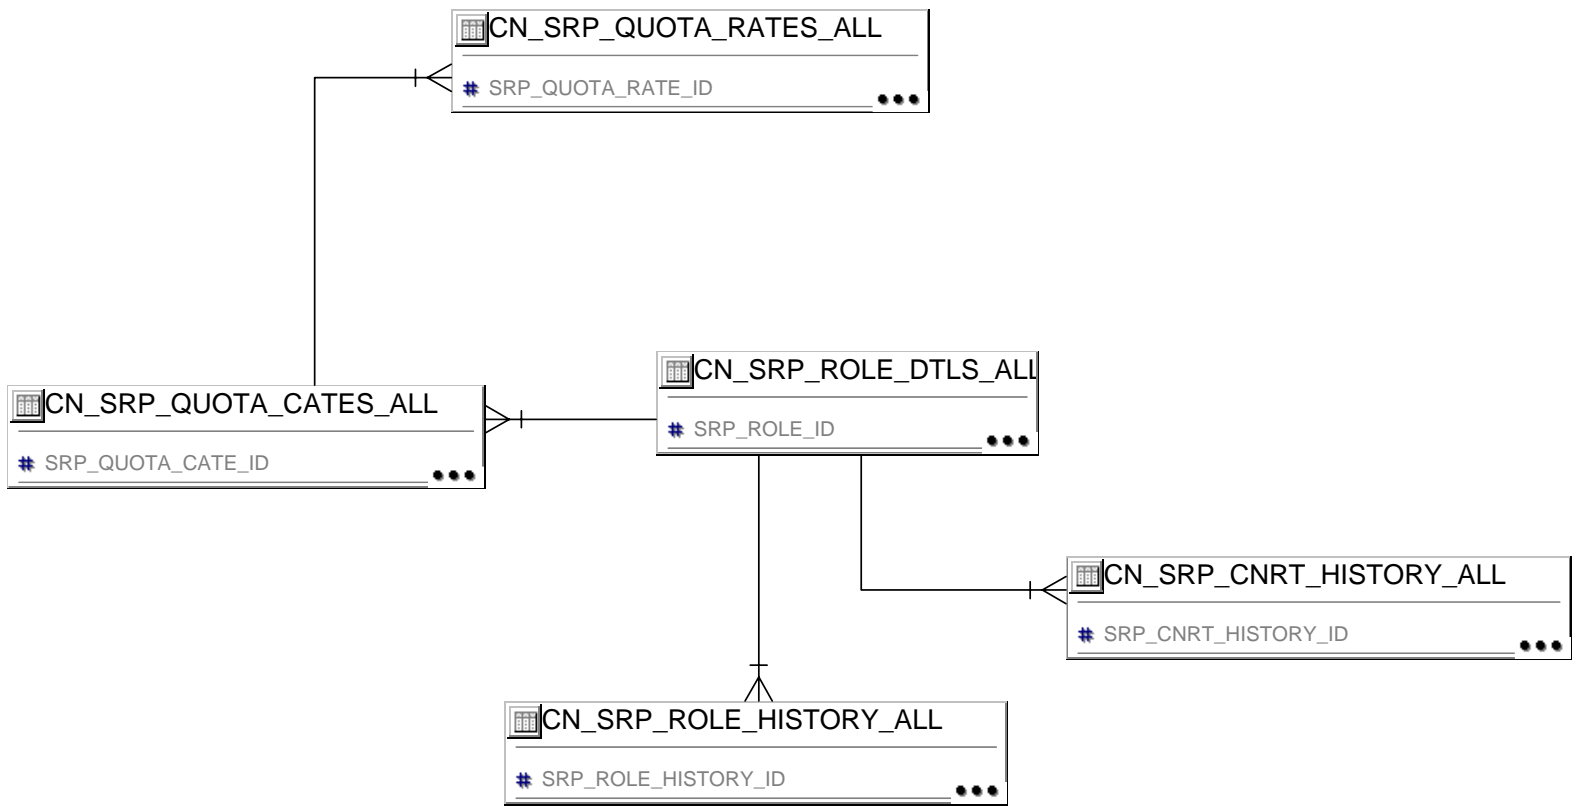 CN_SRP_QUOTA_RATES_ALL
# SRP_QUOTA_RATE_ID
CN_SRP_ROLE_DTLS_ALL
# SRP_ROLE_ID
CN_SRP_QUOTA_CATES_ALL
# SRP_QUOTA_CATE_ID
CN_SRP_CNRT_HISTORY_ALL
# SRP_CNRT_HISTORY_ID
CN_SRP_ROLE_HISTORY_ALL
# SRP_ROLE_HISTORY_ID